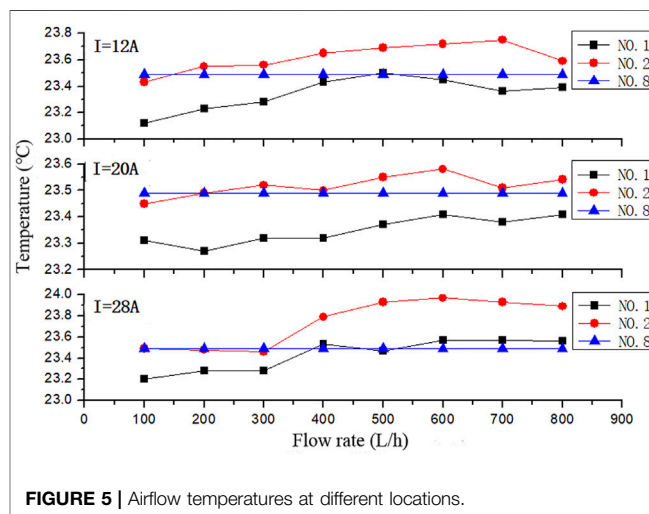 I=12A
23.8
23.6
23.4
23.2
23.0
NO. 1
NO. 2
NO. 8
I=20A
23.6
23.5
23.4
23.3
23.2
NO. 1
NO. 2
NO. 8
Temperature (℃)
I=28A
24.0
23.8
23.6
23.4
23.2
23.0
NO. 1
NO. 2
NO. 8
0 100 200 300 400 500 600 700 800 900
Flow rate (L/h)
FIGURE 5 | Airflow temperatures at different locations.